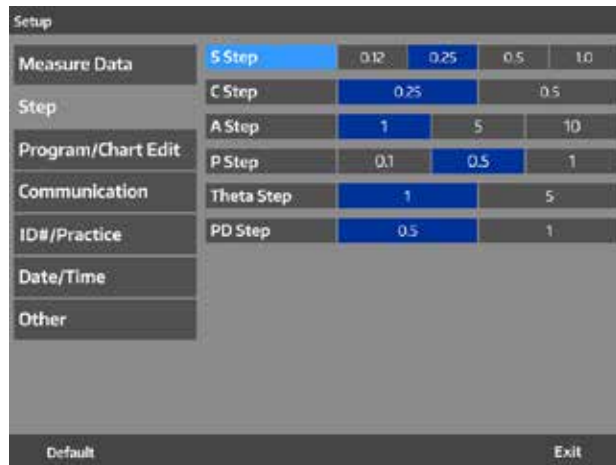 Setup
Measure Data
Step
Program/Chart Edit
Communication
ID#/Practice
Date/Time
Other
S Step 0.12 0.25 0.5 1.0
C Step 0.25 0.5
A Step 1 5 10
P Step 0.1 0.5 1
Theta Step 1 5
PD Step 0.5 1
Default Exit